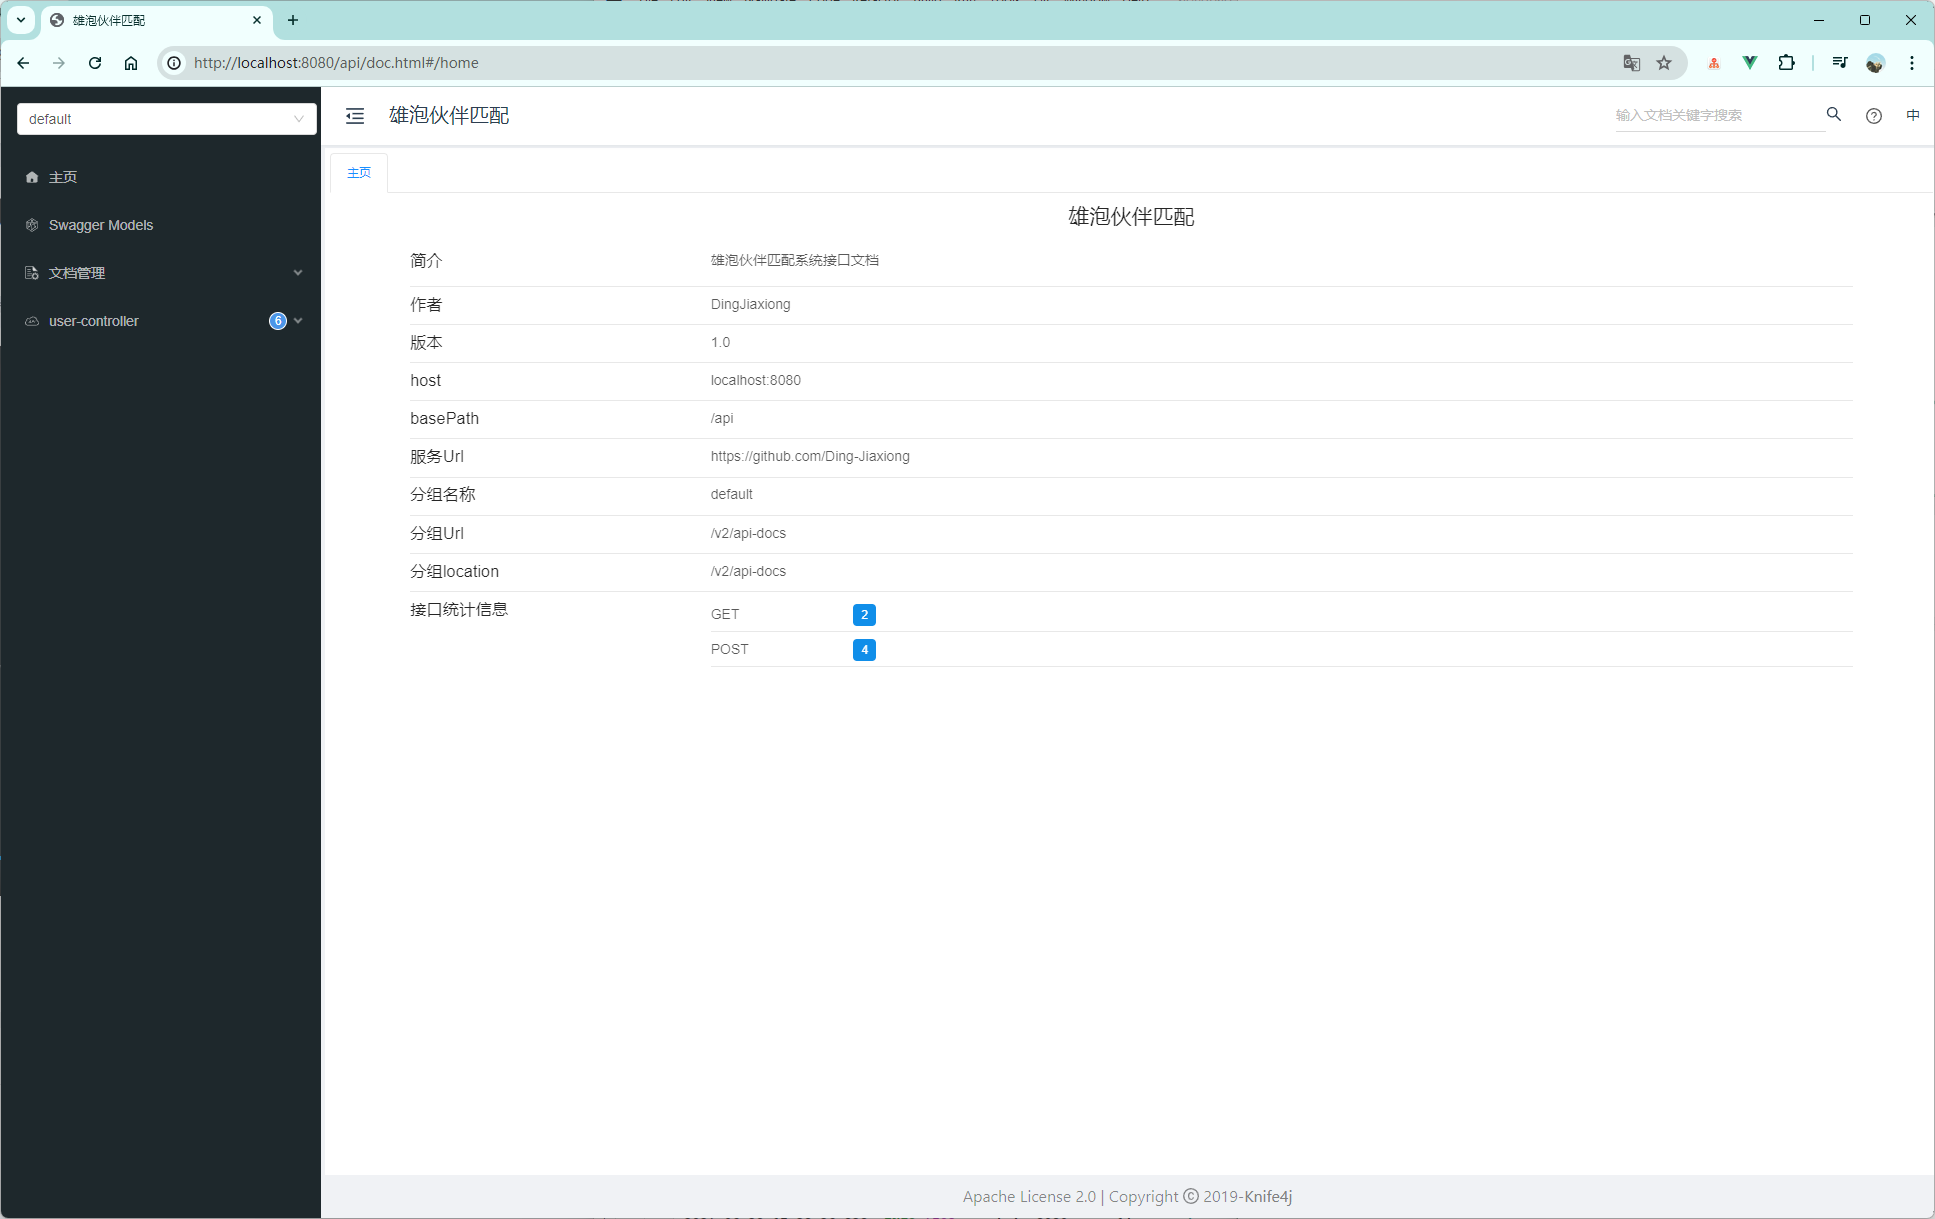 雄泡伙伴匹配
http://localhost:8080/api/doc.html#/home
default
雄泡伙伴匹配
输入文档关键字搜索
中
主页
Swagger Models
文档管理
user-controller 6
主页
雄泡伙伴匹配
简介 雄泡伙伴匹配系统接口文档
作者 DingJiaxiong
版本 1.0
host localhost:8080
basePath /api
服务Url https://github.com/Ding-Jiaxiong
分组名称 default
分组Url /v2/api-docs
分组location /v2/api-docs
接口统计信息 GET 2
POST 4
Apache License 2.0 | Copyright © 2019-Knife4j